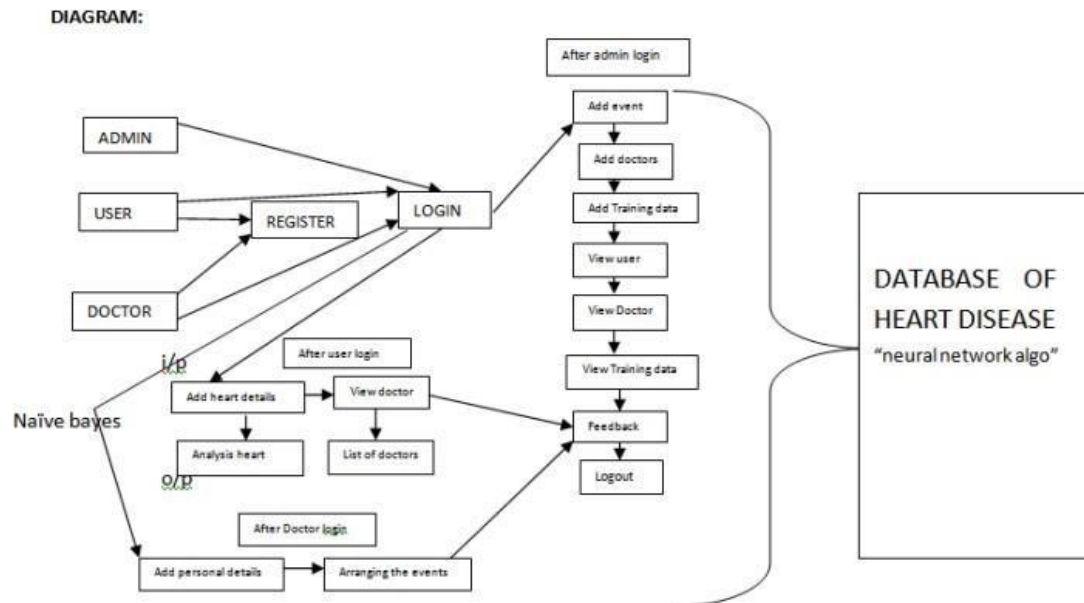 DIAGRAM:
After admin login
Add event
ADMIN
Add doctors
USER
REGISTER
LOGIN
Add Training data
View user
DOCTOR
View Doctor
DATABASE OF
HEART DISEASE
“neural network algo”
i/p
After user login
View Training data
Add heart details
View doctor
Naïve bayes
Feedback
Analysis heart
List of doctors
o/p
Logout
After Doctor login
Add personal details
Arranging the events